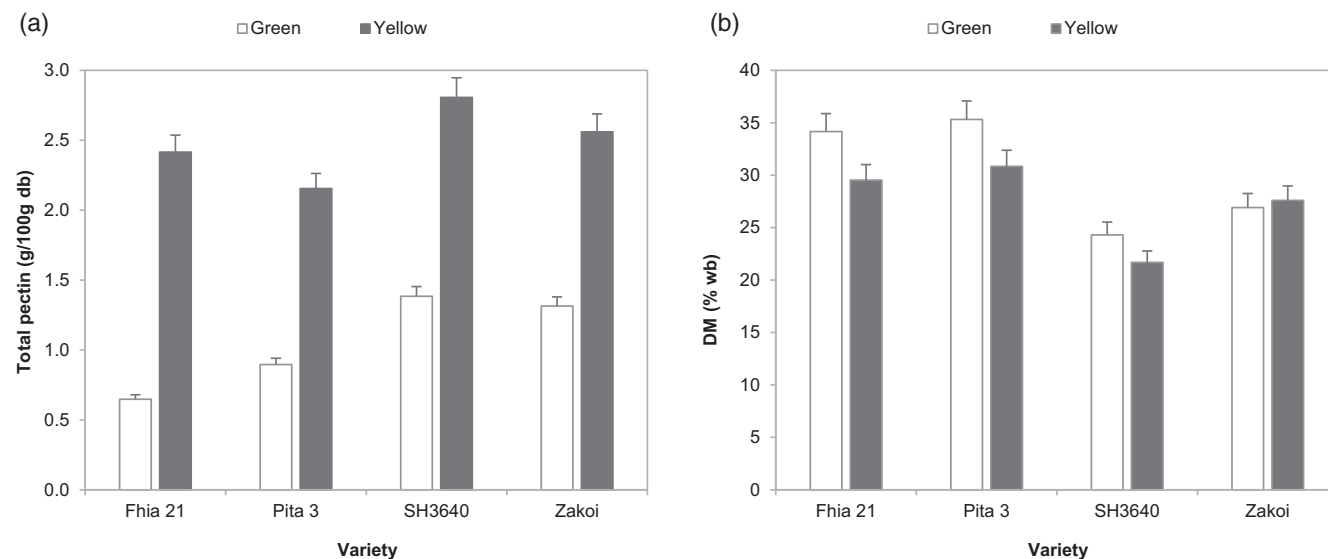 (a)
Green Yellow
Total pectin (g/100g db)
3.0
2.5
2.0
1.5
1.0
0.5
0.0
Fhia 21 Pita 3 SH3640 Zakoi
Variety
(b)
Green Yellow
DM (% wb)
40
35
30
25
20
15
10
5
0
Fhia 21 Pita 3 SH3640 Zakoi
Variety